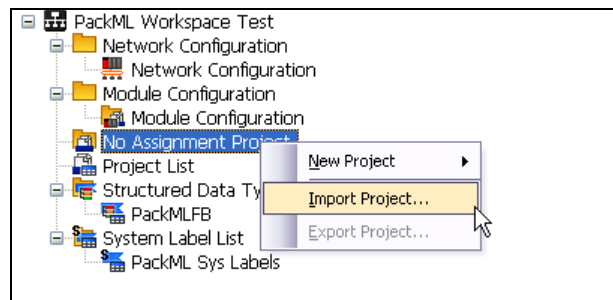 PackML Workspace Test
Network Configuration
Network Configuration
Module Configuration
Module Configuration
No Assignment Project
New Project
Project List
Import Project...
Structured Data Ty
PackMLFB
Export Project...
System Label List
PackML Sys Labels